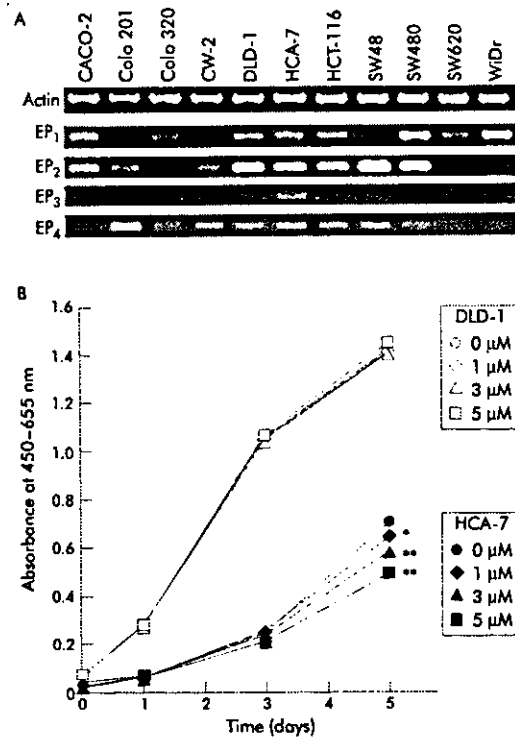 A
CACO-2 Colo 201 Colo 320 CW-2 DLD-1 HCA-7 HCT-116 SW48 SW480 SW620 WiDr
Actin
EP1
EP2
EP3
EP4
B
1.6
1.4
1.2
1.0
0.8
0.6
0.4
0.2
0
Absorbance at 450–655 nm
0 1 2 3 4 5
Time (days)
DLD-1
0 µM
1 µM
3 µM
5 µM
HCA-7
0 µM
1 µM
3 µM
5 µM
*
**
**